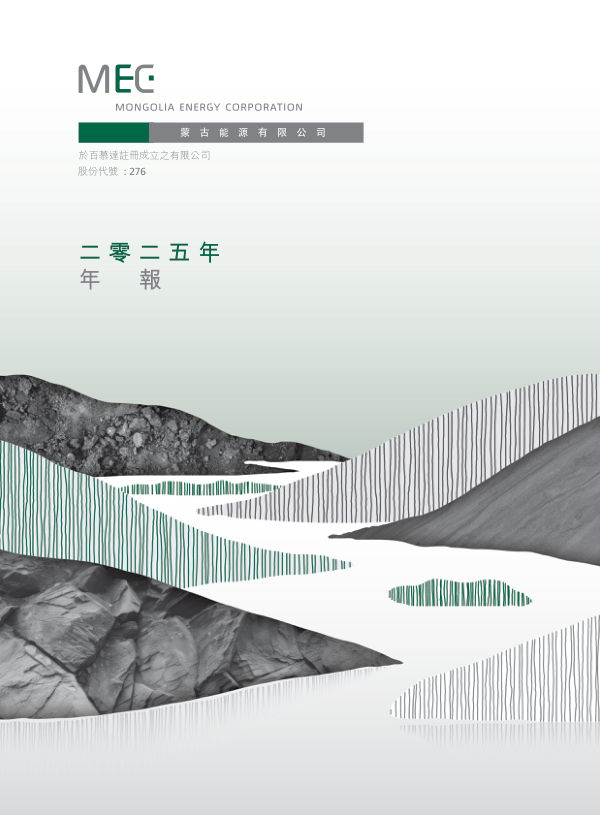 MEC
MONGOLIA ENERGY CORPORATION
蒙古能源有限公司
於百慕達註冊成立之有限公司
股份代號 : 276
二零二五年
年報